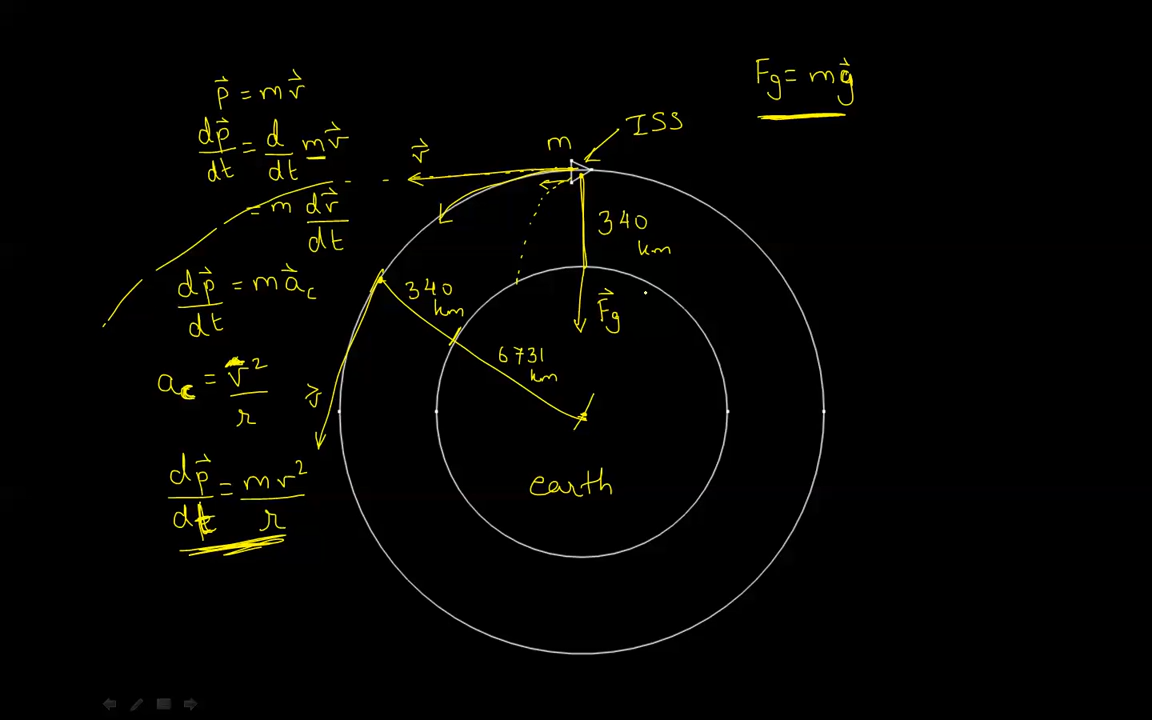 p⃗ = mv⃗
dp⃗/dt = d/dt mv⃗
= m dv⃗/dt
dp⃗/dt = ma⃗c
ac = v²/r
dp⃗/dt = mv²/r
v⃗
m
ISS
Fg = mg⃗
340
km
F⃗g
340
km
6731
km
v⃗
earth